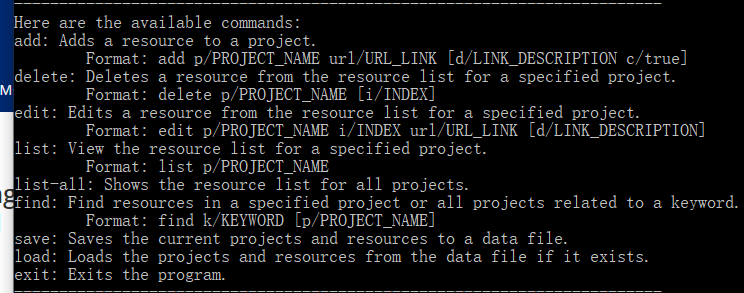 Here are the available commands:
add: Adds a resource to a project.
Format: add p/PROJECT_NAME url/URL_LINK [d/LINK_DESCRIPTION c/true]
delete: Deletes a resource from the resource list for a specified project.
Format: delete p/PROJECT_NAME [i/INDEX]
edit: Edits a resource from the resource list for a specified project.
Format: edit p/PROJECT_NAME i/INDEX url/URL_LINK [d/LINK_DESCRIPTION]
list: View the resource list for a specified project.
Format: list p/PROJECT_NAME
list-all: Shows the resource list for all projects.
find: Find resources in a specified project or all projects related to a keyword.
Format: find k/KEYWORD [p/PROJECT_NAME]
save: Saves the current projects and resources to a data file.
load: Loads the projects and resources from the data file if it exists.
exit: Exits the program.